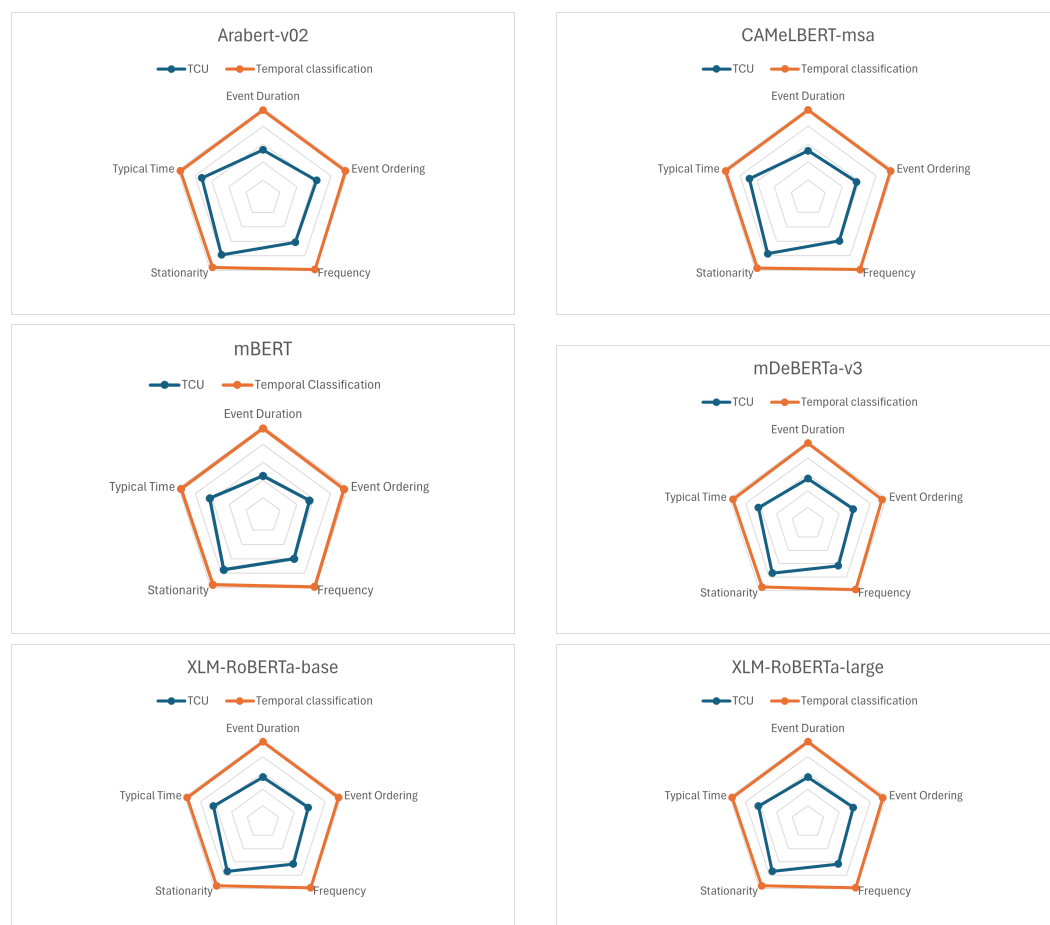 Arabert-v02
TCU Temporal classification
Event Duration
Typical Time Event Ordering
Stationarity Frequency
CAMeLBERT-msa
TCU Temporal classification
Event Duration
Typical Time Event Ordering
Stationarity Frequency
mBERT
TCU Temporal Classification
Event Duration
Typical Time Event Ordering
Stationarity Frequency
mDeBERTa-v3
TCU Temporal classification
Event Duration
Typical Time Event Ordering
Stationarity Frequency
XLM-RoBERTa-base
TCU Temporal classification
Event Duration
Typical Time Event Ordering
Stationarity Frequency
XLM-RoBERTa-large
TCU Temporal classification
Event Duration
Typical Time Event Ordering
Stationarity Frequency